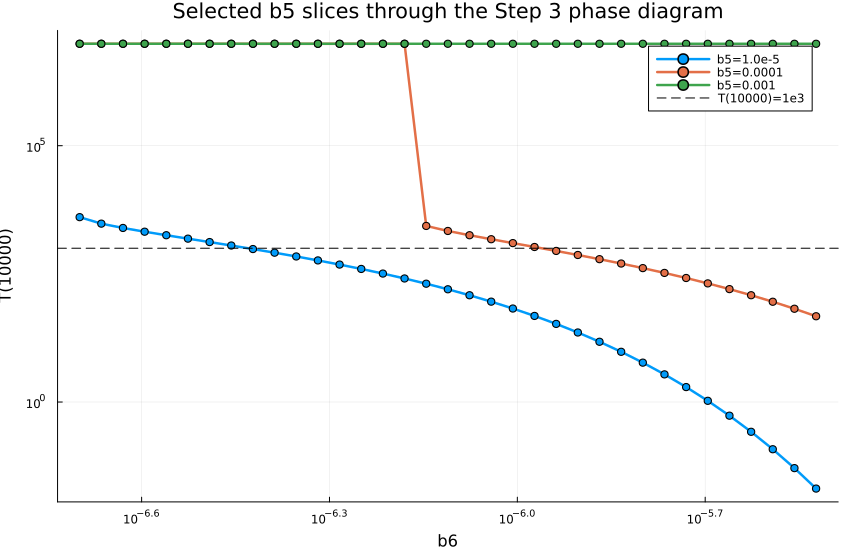 Selected b5 slices through the Step 3 phase diagram
b5=1.0e-5
b5=0.0001
b5=0.001
T(10000)=1e3
10^5
10^0
T(10000)
10^-6.6
10^-6.3
10^-6.0
10^-5.7
b6